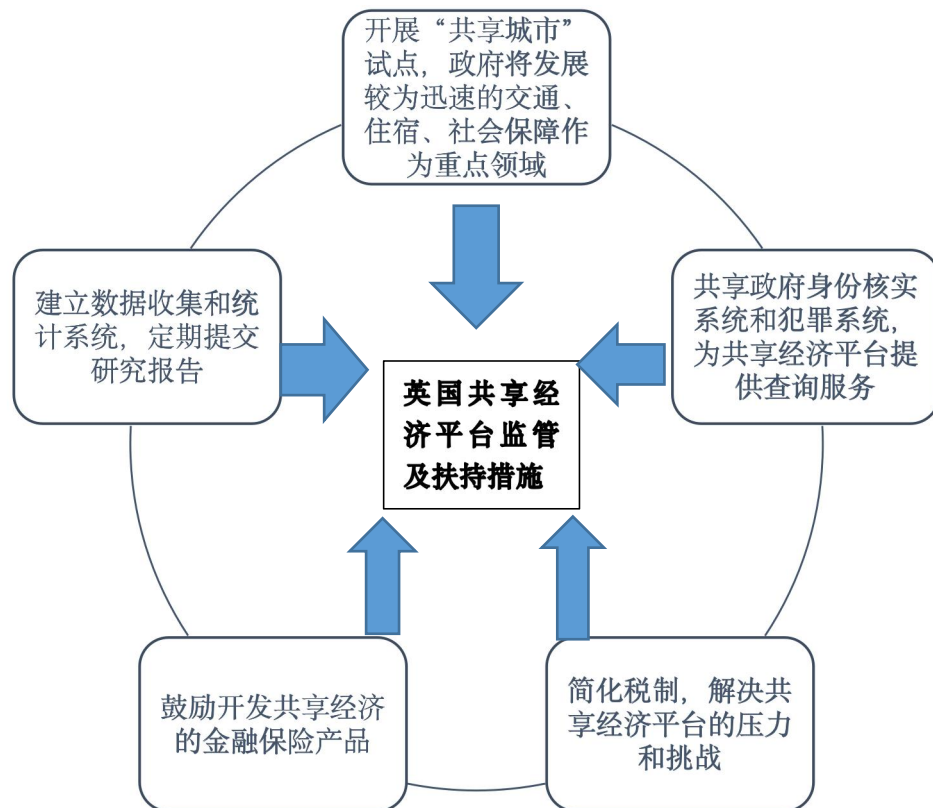 开展“共享城市”
试点，政府将发展
较为迅速的交通、
住宿、社会保障作
为重点领域
建立数据收集和统
计系统，定期提交
研究报告
共享政府身份核实
系统和犯罪系统，
为共享经济平台提
供查询服务
英国共享经
济平台监管
及扶持措施
鼓励开发共享经济
的金融保险产品
简化税制，解决共
享经济平台的压力
和挑战